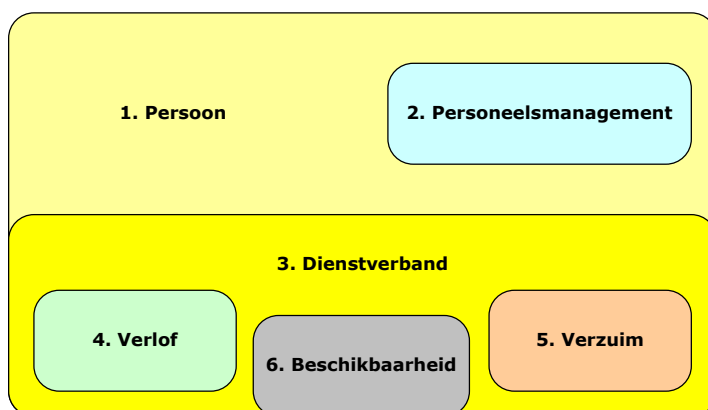 1. Persoon
2. Personeelsmanagement
3. Dienstverband
4. Verlof
5. Verzuim
6. Beschikbaarheid